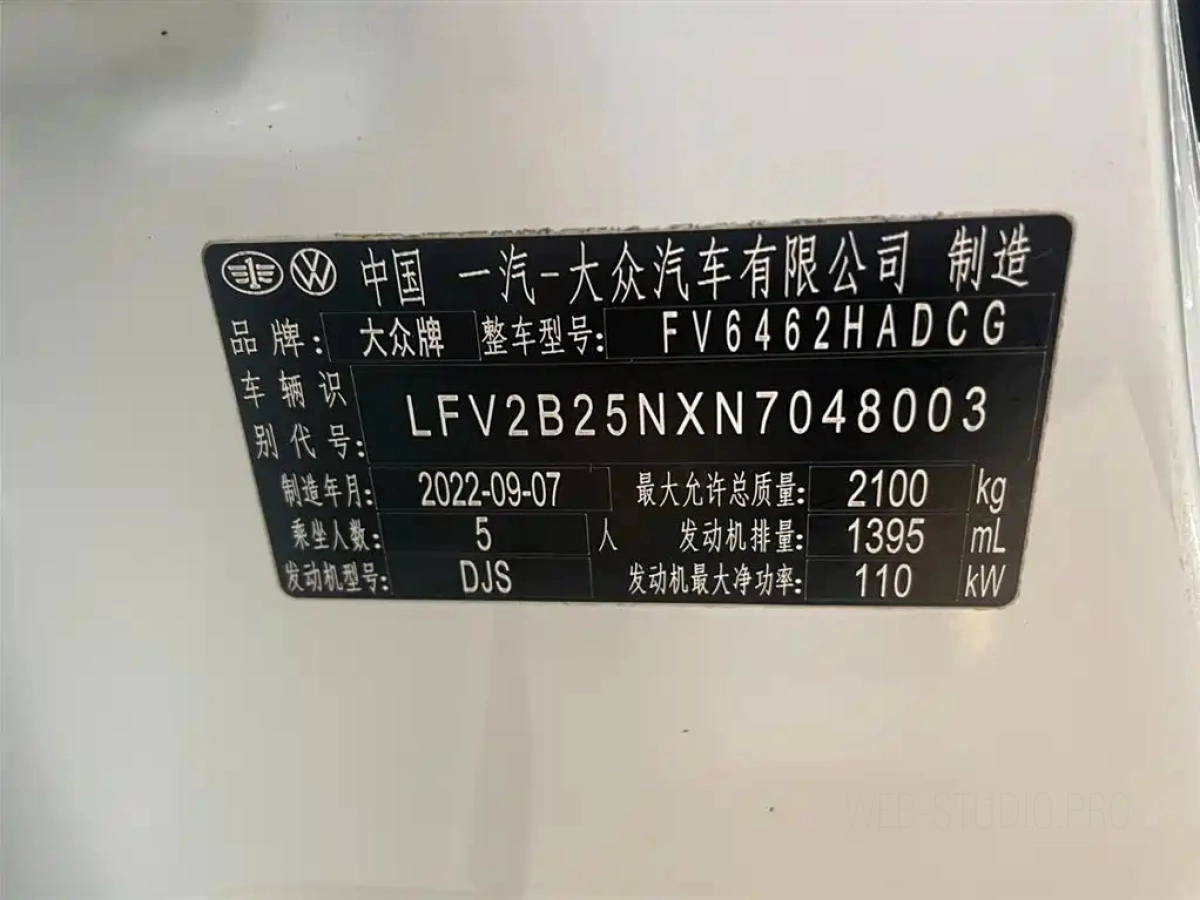 中国 一汽-大众汽车有限公司 制造
品牌: 大众牌 整车型号: FV6462HADCG
车辆识
别代号: LFV2B25NXN7048003
制造年月: 2022-09-07 最大允许总质量: 2100 kg
乘坐人数: 5 人 发动机排量: 1395 mL
发动机型号: DJS 发动机最大净功率: 110 kW
WEB-STUDIO.PRO